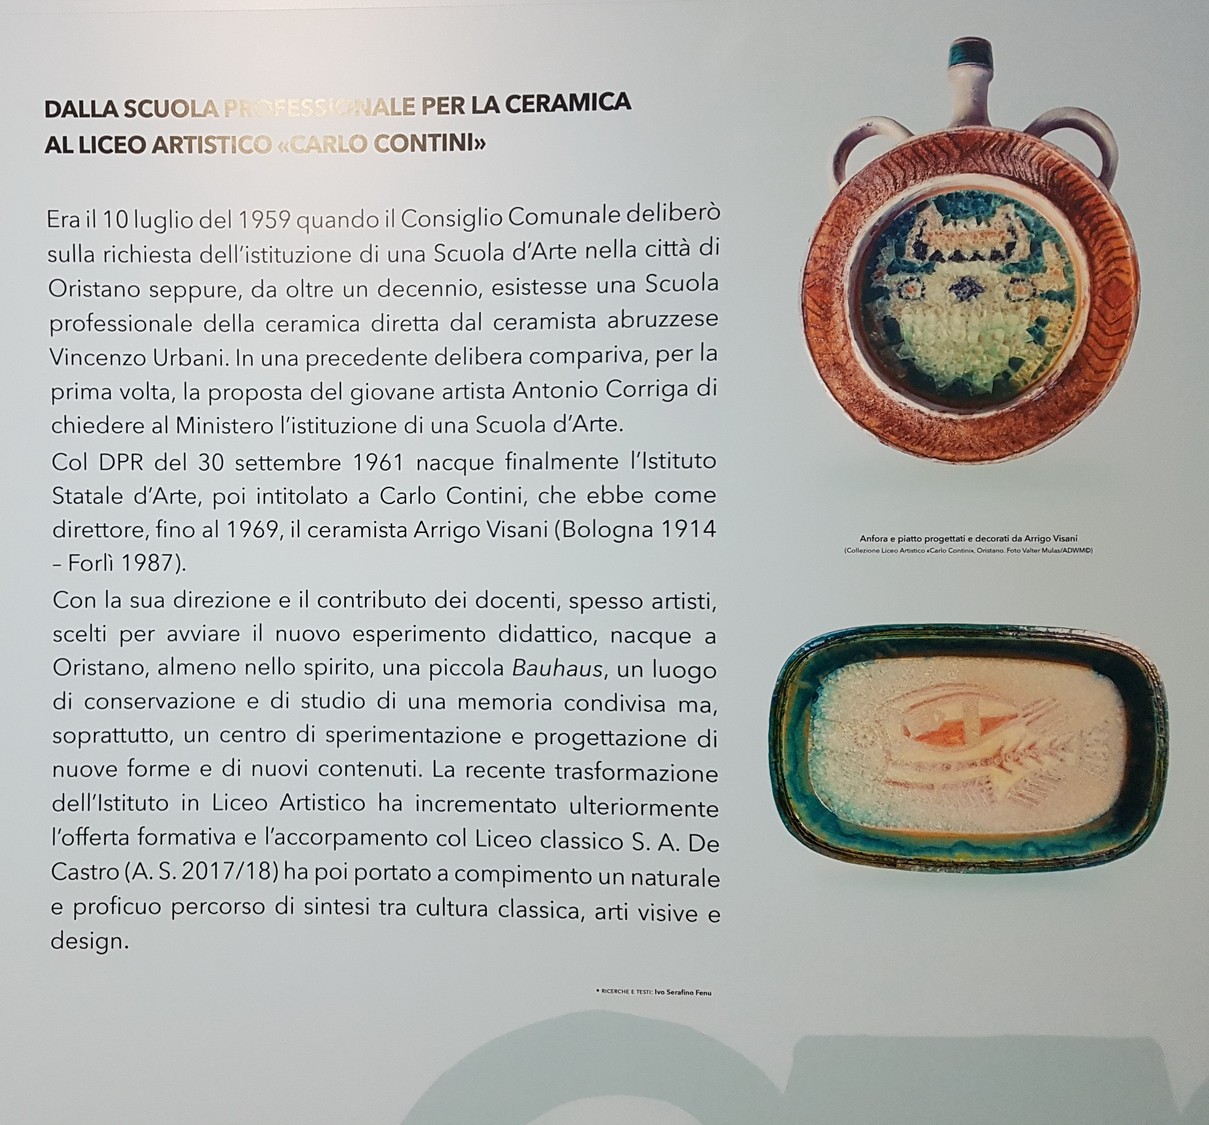 DALLA SCUOLA PROFESSIONALE PER LA CERAMICA
AL LICEO ARTISTICO «CARLO CONTINI»
Era il 10 luglio del 1959 quando il Consiglio Comunale deliberò
sulla richiesta dell'istituzione di una Scuola d'Arte nella città di
Oristano seppure, da oltre un decennio, esistesse una Scuola
professionale della ceramica diretta dal ceramista abruzzese
Vincenzo Urbani. In una precedente delibera compariva, per la
prima volta, la proposta del giovane artista Antonio Corriga di
chiedere al Ministero l'istituzione di una Scuola d'Arte.
Col DPR del 30 settembre 1961 nacque finalmente l'Istituto
Statale d'Arte, poi intitolato a Carlo Contini, che ebbe come
direttore, fino al 1969, il ceramista Arrigo Visani (Bologna 1914
– Forlì 1987).
Con la sua direzione e il contributo dei docenti, spesso artisti,
scelti per avviare il nuovo esperimento didattico, nacque a
Oristano, almeno nello spirito, una piccola Bauhaus, un luogo
di conservazione e di studio di una memoria condivisa ma,
soprattutto, un centro di sperimentazione e progettazione di
nuove forme e di nuovi contenuti. La recente trasformazione
dell'Istituto in Liceo Artistico ha incrementato ulteriormente
l'offerta formativa e l'accorpamento col Liceo classico S. A. De
Castro (A. S. 2017/18) ha poi portato a compimento un naturale
e proficuo percorso di sintesi tra cultura classica, arti visive e
design.
• RICERCHE E TESTI: Ivo Serafino Fenu
Anfora e piatto progettati e decorati da Arrigo Visani
(Collezione Liceo Artistico «Carlo Contini», Oristano. Foto Valter Mulas/ADWM©)